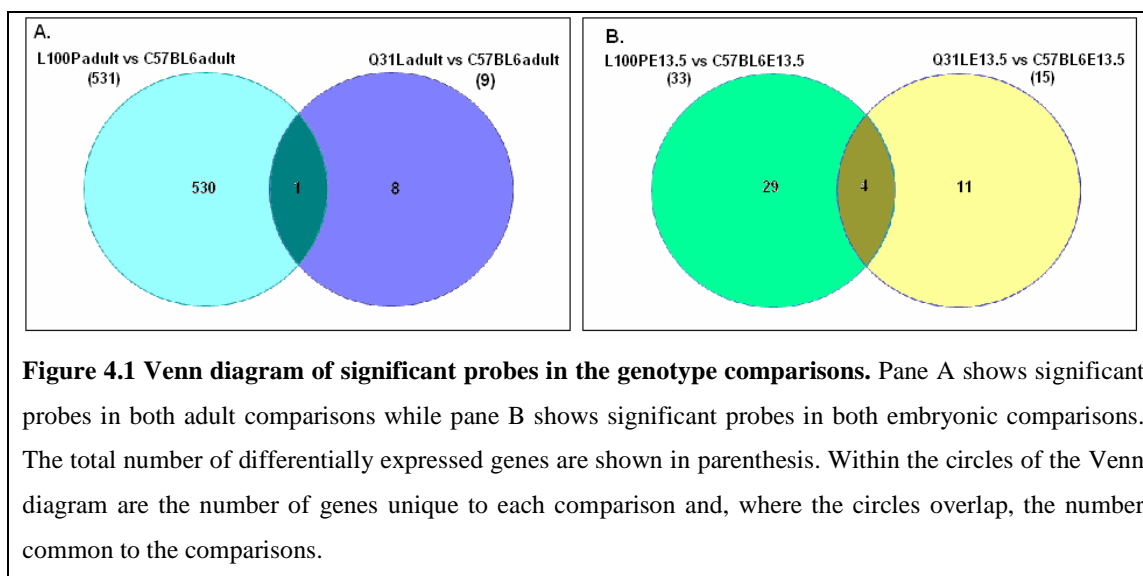 A.
L100Padult vs C57BL6adult
(531)
Q31Ladult vs C57BL6adult
(9)
530
1
8
B.
L100PE13.5 vs C57BL6E13.5
(33)
Q31LE13.5 vs C57BL6E13.5
(15)
29
4
11
Figure 4.1 Venn diagram of significant probes in the genotype comparisons. Pane A shows significant
probes in both adult comparisons while pane B shows significant probes in both embryonic comparisons.
The total number of differentially expressed genes are shown in parenthesis. Within the circles of the Venn
diagram are the number of genes unique to each comparison and, where the circles overlap, the number
common to the comparisons.